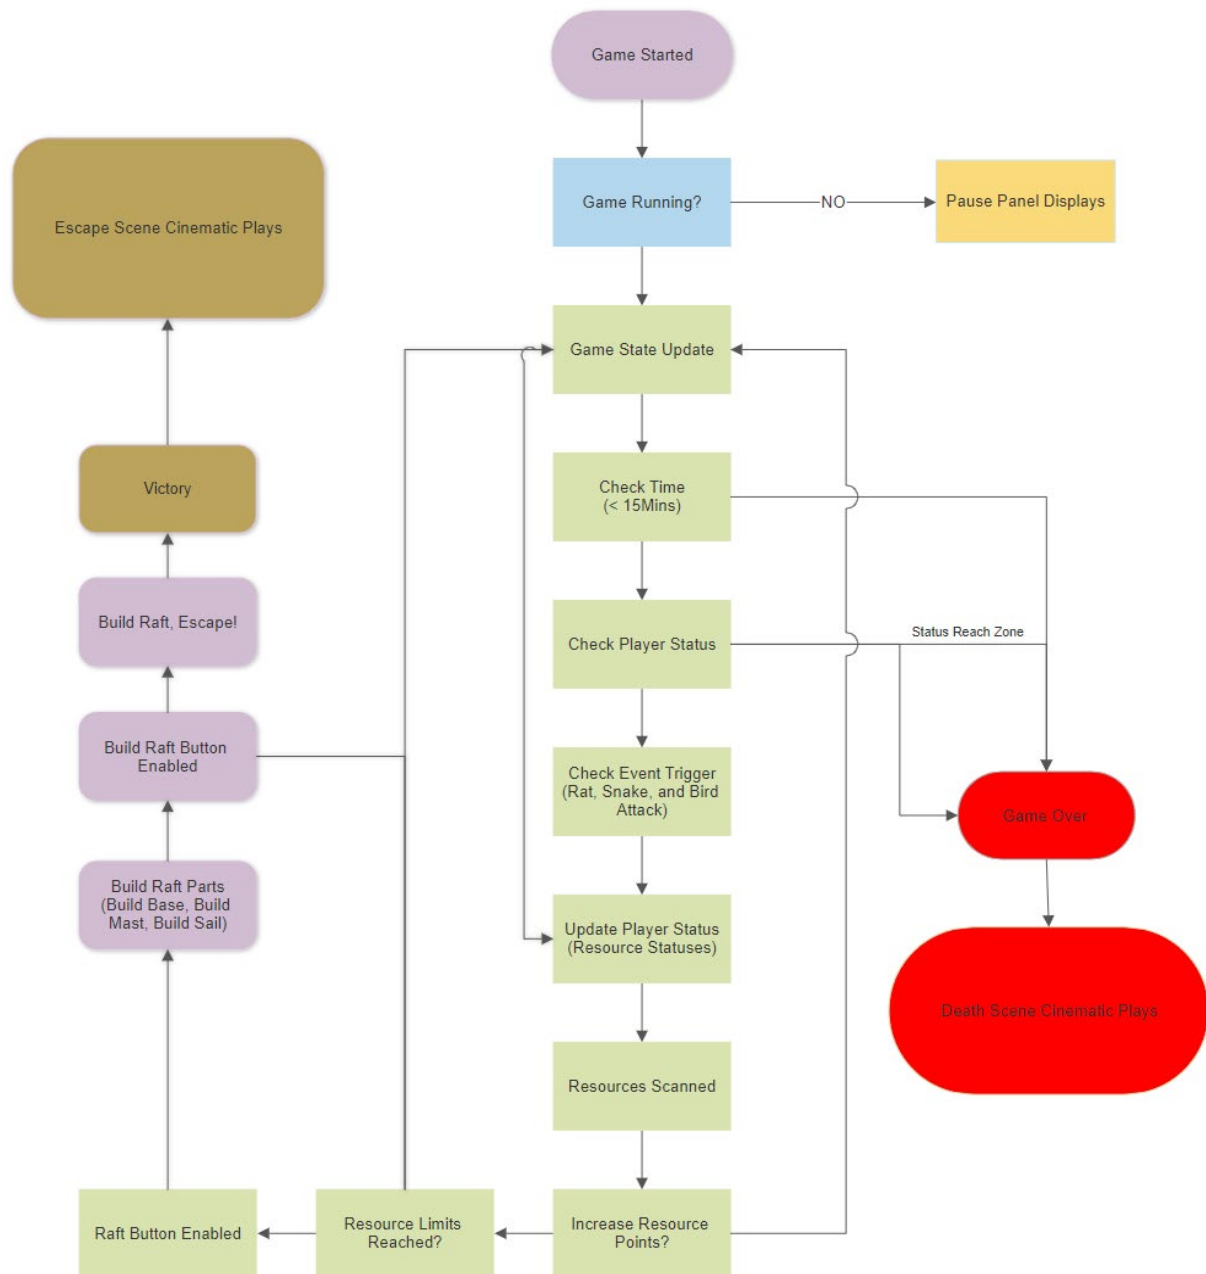 Game Started
Game Running?
NO
Pause Panel Displays
Escape Scene Cinematic Plays
Game State Update
Victory
Check Time
(< 15Mins)
Build Raft, Escape!
Check Player Status
Status Reach Zone
Build Raft Button
Enabled
Check Event Trigger
(Rat, Snake, and Bird
Attack)
Game Over
Build Raft Parts
(Build Base, Build
Mast, Build Sail)
Update Player Status
(Resource Statuses)
Death Scene Cinematic Plays
Resources Scanned
Raft Button Enabled
Resource Limits
Reached?
Increase Resource
Points?